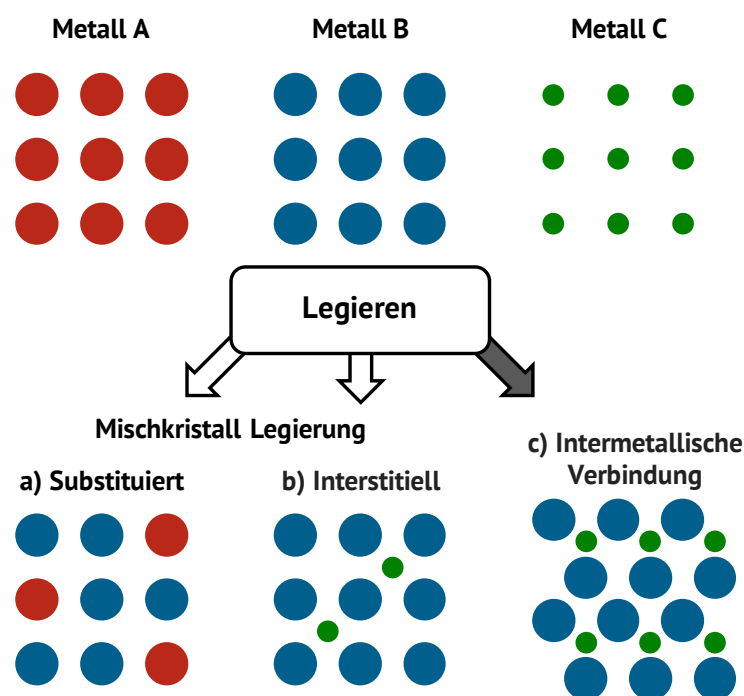 Metall A
Metall B
Metall C
Legieren
Mischkristall Legierung
a) Substituiert
b) Interstitiell
c) Intermetallische
Verbindung